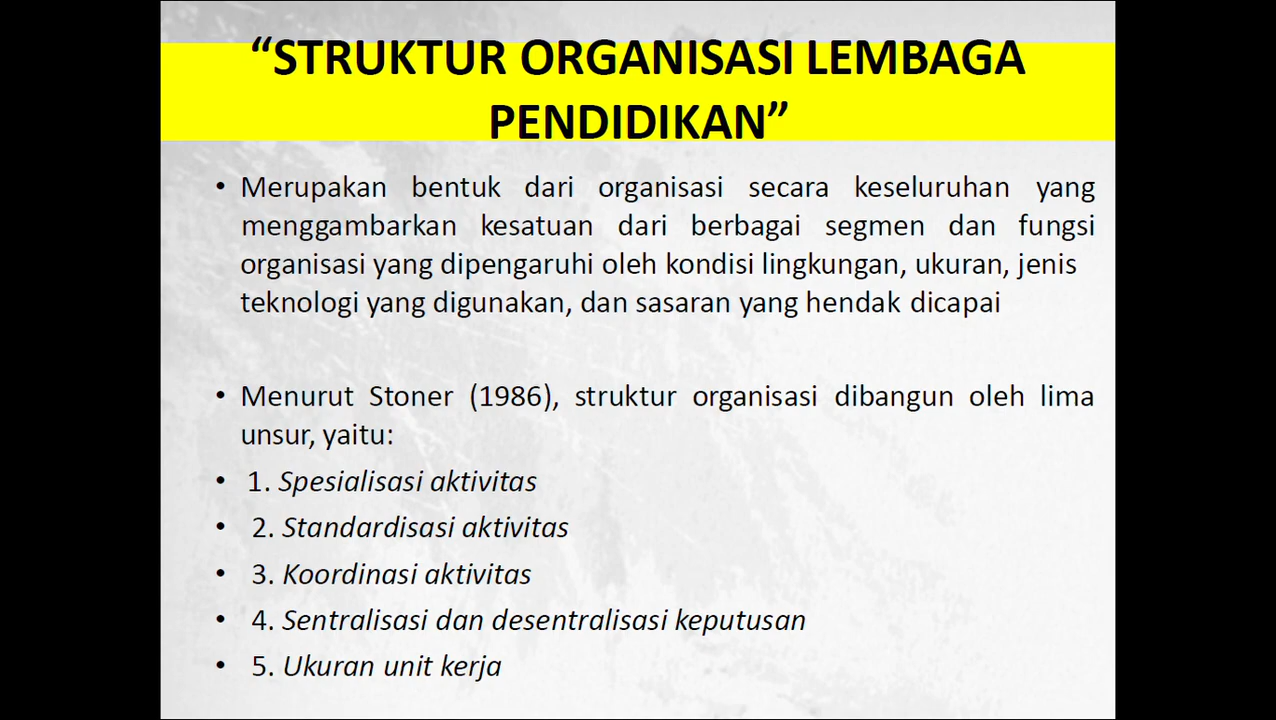 “STRUKTUR ORGANISASI LEMBAGA
PENDIDIKAN”
• Merupakan bentuk dari organisasi secara keseluruhan yang
menggambarkan kesatuan dari berbagai segmen dan fungsi
organisasi yang dipengaruhi oleh kondisi lingkungan, ukuran, jenis
teknologi yang digunakan, dan sasaran yang hendak dicapai
• Menurut Stoner (1986), struktur organisasi dibangun oleh lima
unsur, yaitu:
• 1. Spesialisasi aktivitas
• 2. Standardisasi aktivitas
• 3. Koordinasi aktivitas
• 4. Sentralisasi dan desentralisasi keputusan
• 5. Ukuran unit kerja